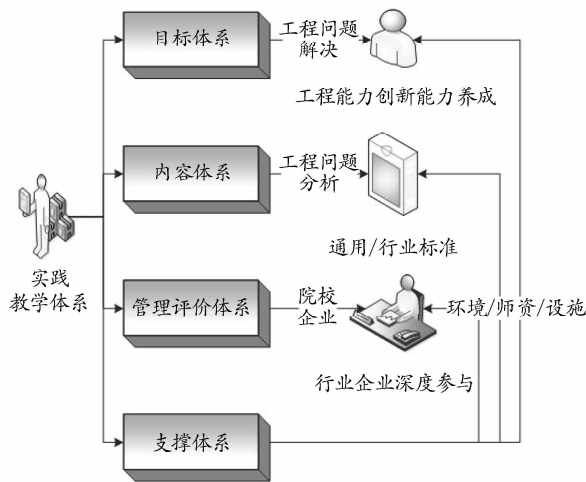 目标体系
工程问题
解决
工程能力创新能力养成
内容体系
工程问题
分析
通用/行业标准
实践
教学体系
管理评价体系
院校
企业
环境/师资/设施
行业企业深度参与
支撑体系